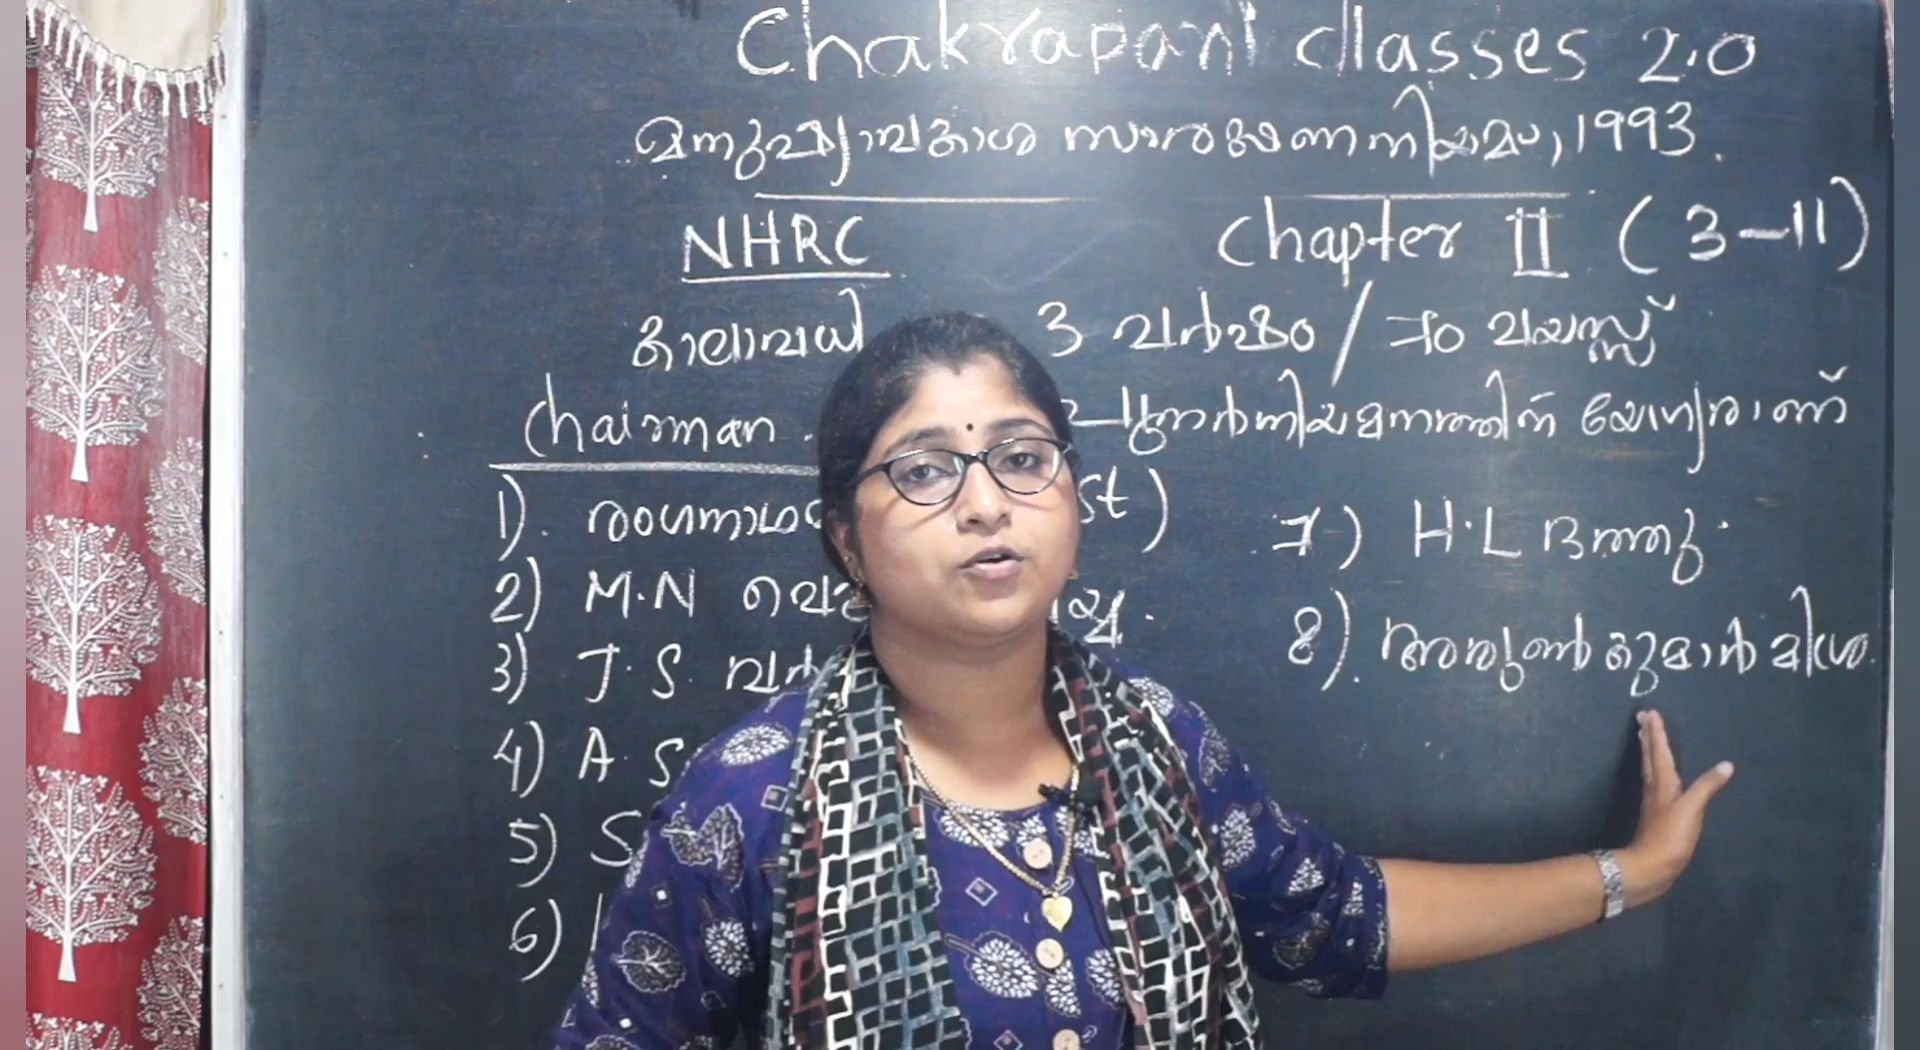 Chakrapani classes 2.0
മനുഷ്യാവകാശ സംരക്ഷണ നിയമം, 1993.
NHRC
Chapter II (3-11)
കാലാവധി
3 വർഷം / 70 വയസ്സ്
Chairman
പുനർനിയമനത്തിന് യോഗ്യരാണ്
1) രംഗനാഥ
st)
2) M.N
3) J.S.
4) A.S
5) S
6)
7) H.L ദത്തു
8). അരുൺ കുമാർ മിശ്ര.